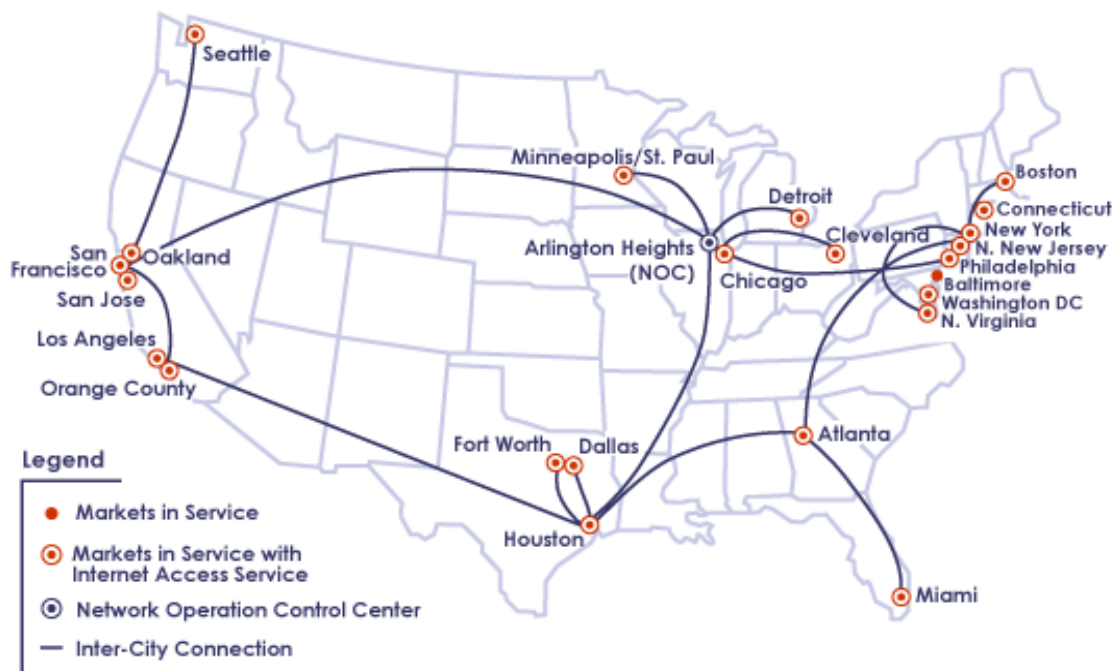 Seattle
Minneapolis/St. Paul
Boston
Detroit
Connecticut
New York
Cleveland
N. New Jersey
Arlington Heights
(NOC)
San
Francisco
Oakland
Chicago
Philadelphia
Baltimore
San Jose
Washington DC
N. Virginia
Los Angeles
Orange County
Fort Worth
Dallas
Atlanta
Houston
Miami
Legend
Markets in Service
Markets in Service with
Internet Access Service
Network Operation Control Center
Inter-City Connection